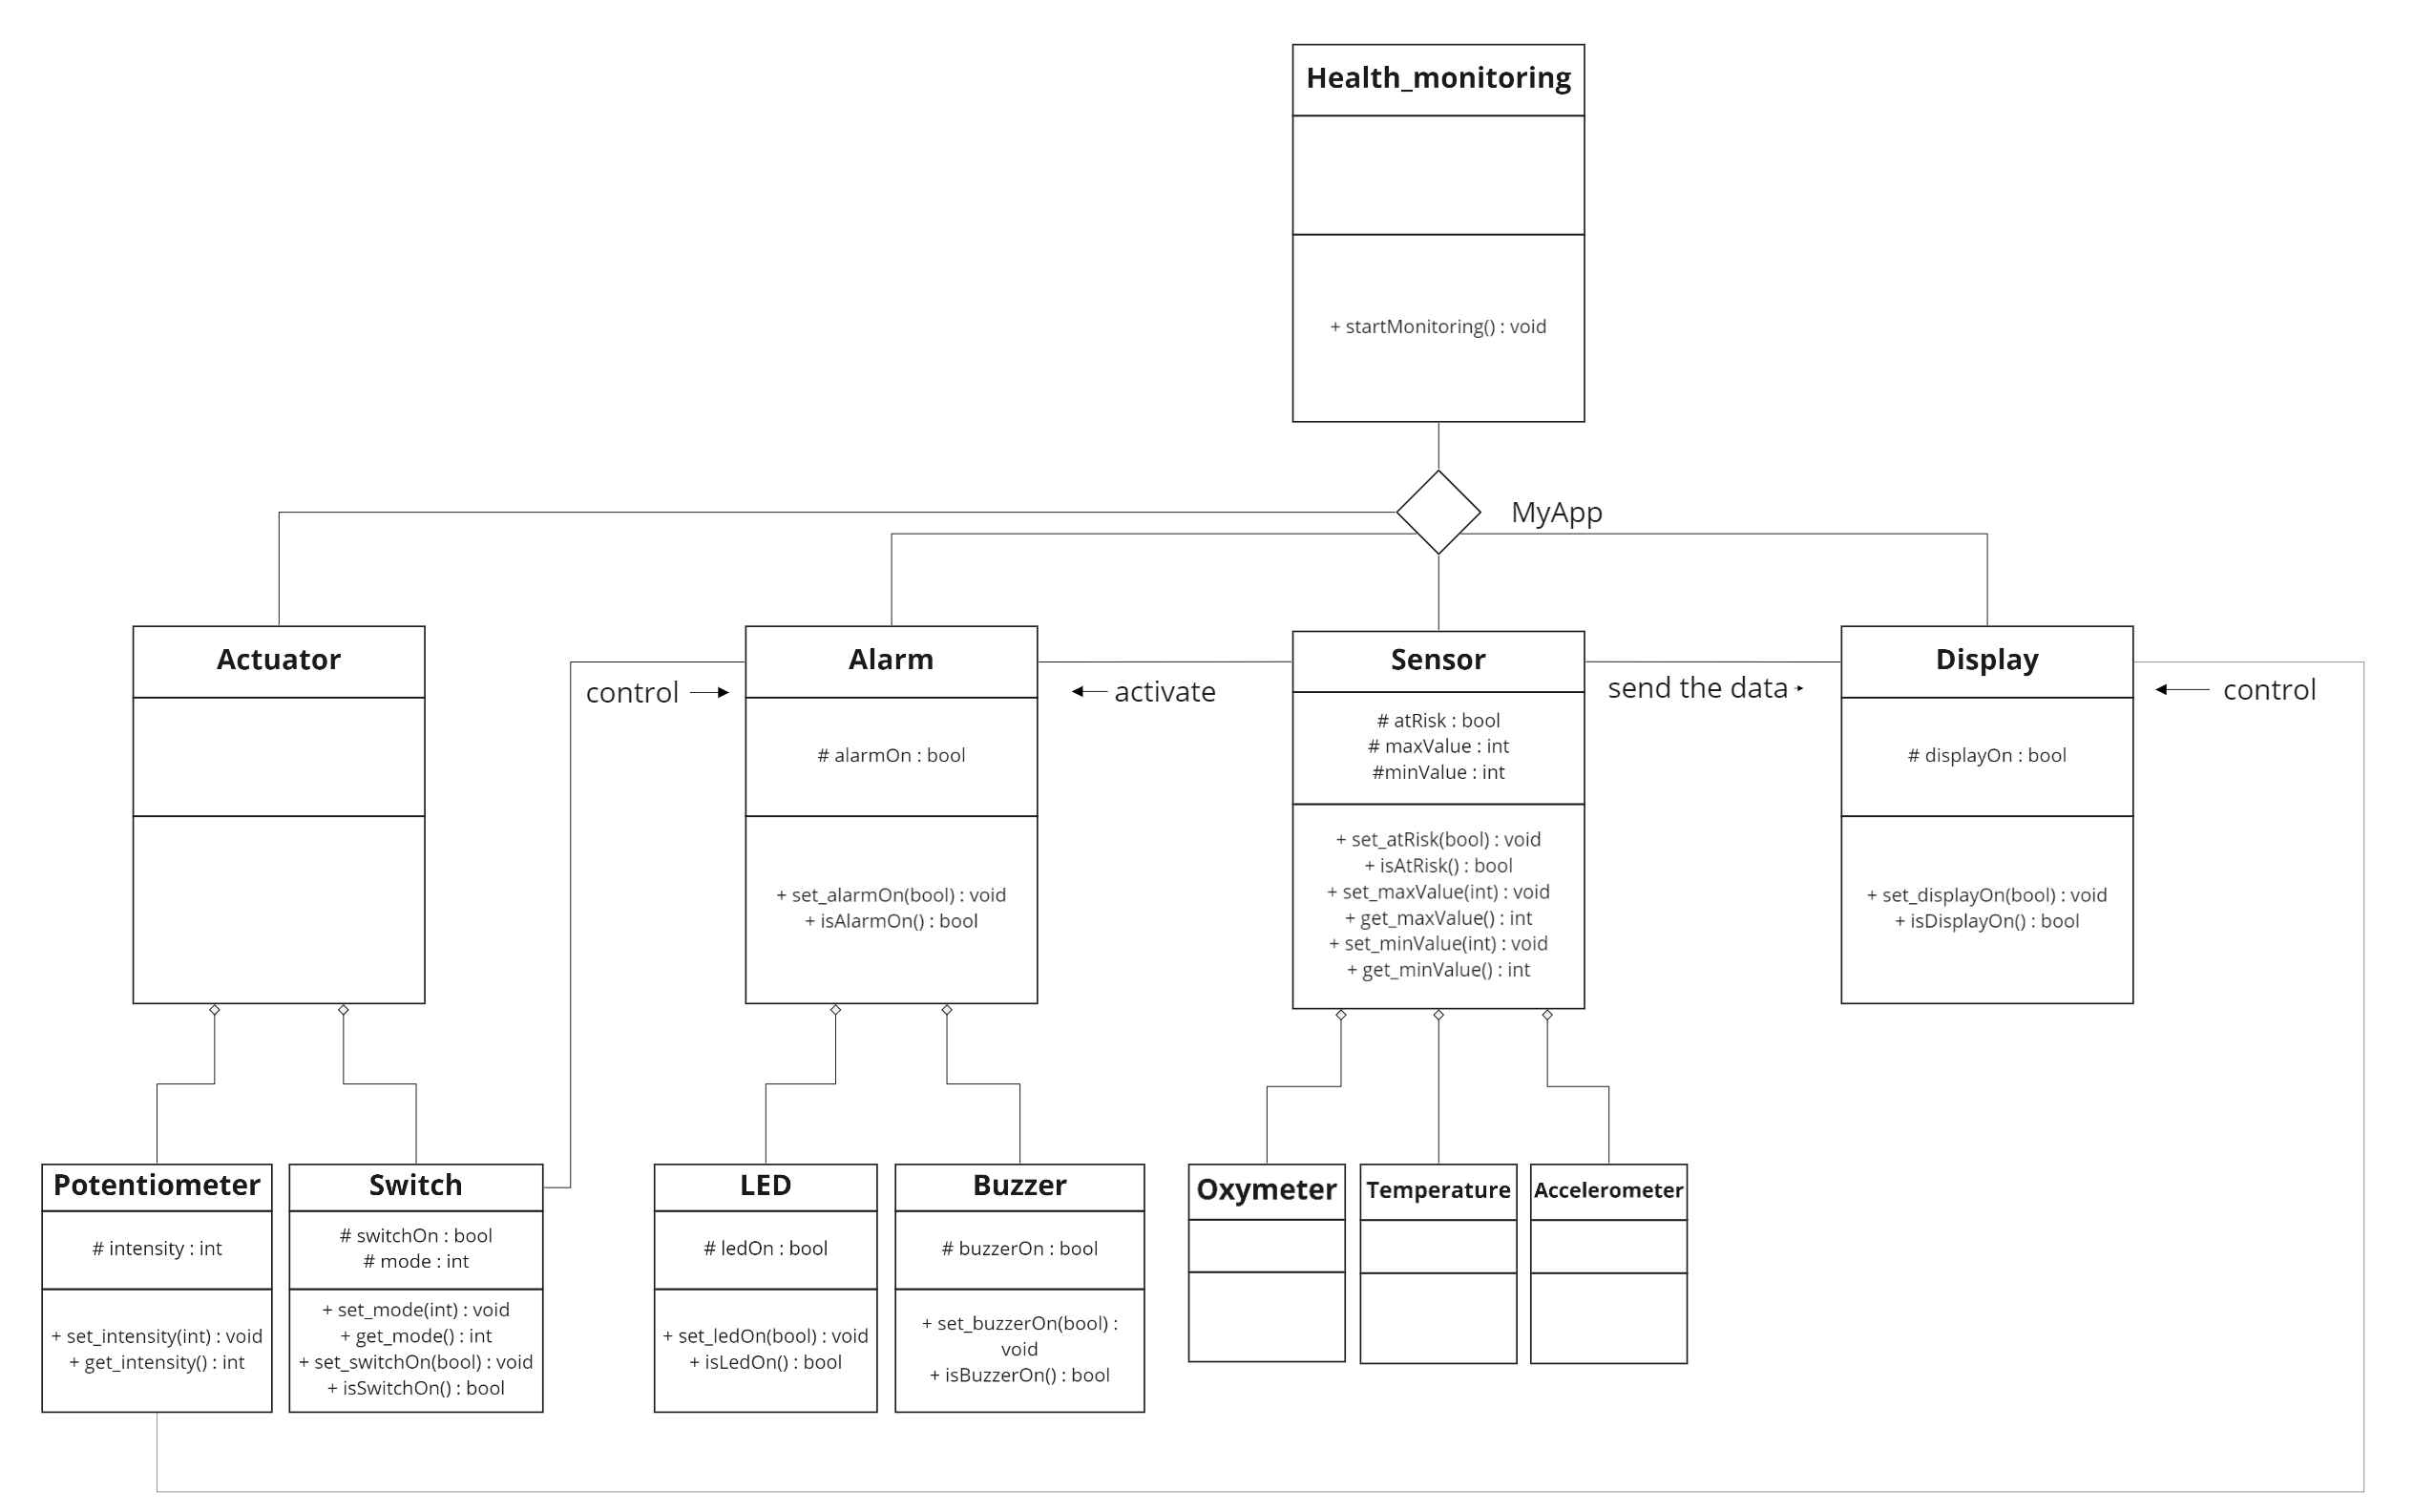 Health_monitoring
+ startMonitoring() : void
MyApp
Actuator
control
Alarm
# alarmOn : bool
+ set_alarmOn(bool) : void
+ isAlarmOn() : bool
activate
Sensor
# atRisk : bool
# maxValue : int
#minValue : int
+ set_atRisk(bool) : void
+ isAtRisk() : bool
+ set_maxValue(int) : void
+ get_maxValue() : int
+ set_minValue(int) : void
+ get_minValue() : int
send the data
Display
# displayOn : bool
+ set_displayOn(bool) : void
+ isDisplayOn() : bool
control
Potentiometer
# intensity : int
+ set_intensity(int) : void
+ get_intensity() : int
Switch
# switchOn : bool
# mode : int
+ set_mode(int) : void
+ get_mode() : int
+ set_switchOn(bool) : void
+ isSwitchOn() : bool
LED
# ledOn : bool
+ set_ledOn(bool) : void
+ isLedOn() : bool
Buzzer
# buzzerOn : bool
+ set_buzzerOn(bool) :
void
+ isBuzzerOn() : bool
Oxymeter
Temperature
Accelerometer